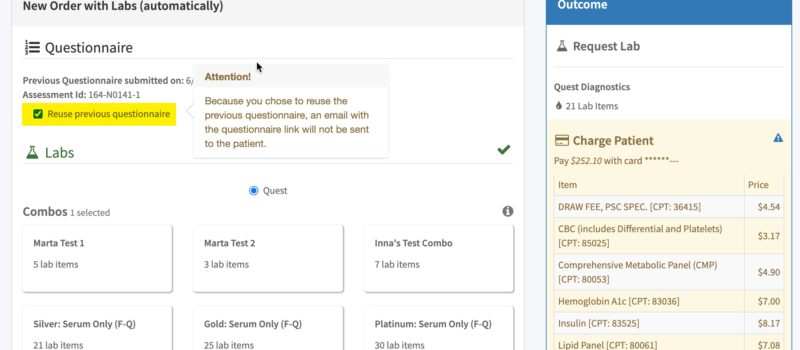 New Order with Labs (automatically)
Questionnaire
Previous Questionnaire submitted on: 6/
Assessment Id: 164-N0141-1
Reuse previous questionnaire
Attention!
Because you chose to reuse the
previous questionnaire, an email with
the questionnaire link will not be sent
to the patient.
Labs
Quest
Combos 1 selected
Marta Test 1
5 lab items
Marta Test 2
3 lab items
Inna's Test Combo
7 lab items
Silver: Serum Only (F-Q)
21 lab items
Gold: Serum Only (F-Q)
25 lab items
Platinum: Serum Only (F-Q)
30 lab items
Outcome
Request Lab
Quest Diagnostics
21 Lab Items
Charge Patient
Pay $252.10 with card ******---
Item Price
DRAW FEE, PSC SPEC. [CPT: 36415] $4.54
CBC (includes Differential and Platelets)
[CPT: 85025] $3.17
Comprehensive Metabolic Panel (CMP)
[CPT: 80053] $4.90
Hemoglobin A1c [CPT: 83036] $7.00
Insulin [CPT: 83525] $8.17
Lipid Panel [CPT: 80061] $7.08